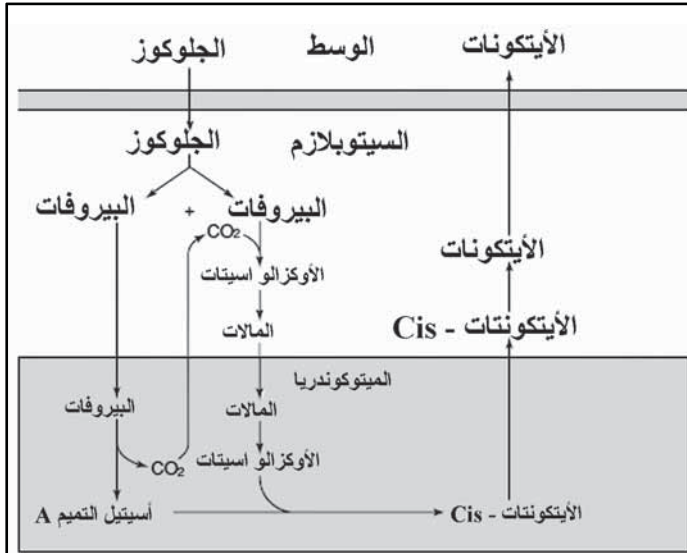 الجلوكوز الوسط الأيتكونات
الجلوكوز السيتوبلازم
البيروفات + البيروفات
CO2
الأوكزالو اسيتات
الأيتكونات
المالات
Cis - الأيتكونتات
الميتوكوندريا
البيروفات المالات
CO2 الأوكزالو اسيتات
أسيتيل التميم A
Cis - الأيتكونتات